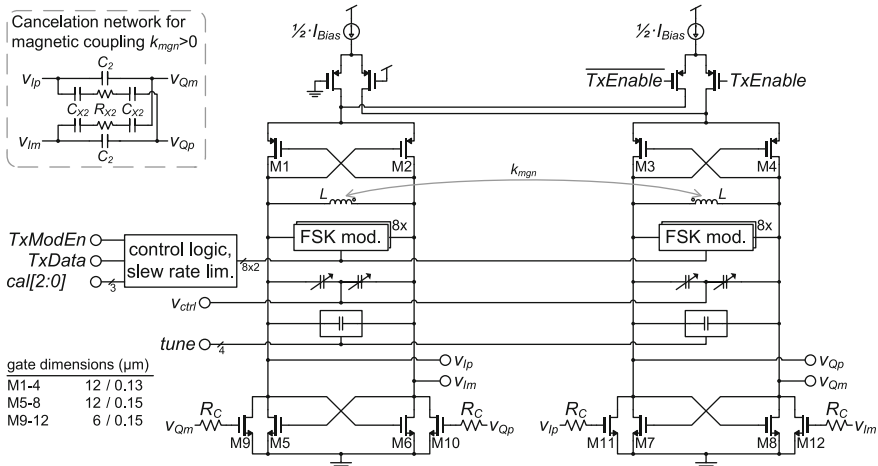 Cancelation network for
magnetic coupling k_mgn>0
C_2
v_Ip
v_Qm
C_X2 R_X2 C_X2
v_Im
v_Qp
C_2
½·I_Bias
½·I_Bias
TxEnable
TxEnable
M1
M2
M3
M4
k_mgn
L
L
FSK mod.
8x
FSK mod.
8x
TxModEn
TxData
cal[2:0]
3
control logic,
slew rate lim.
8x2
v_ctrl
tune
4
v_Ip
v_Im
v_Qp
v_Qm
gate dimensions (µm)
M1-4 12 / 0.13
M5-8 12 / 0.15
M9-12 6 / 0.15
v_Qm
R_C
M9
M5
M6
M10
R_C
v_Qp
v_Ip
R_C
M11
M7
M8
M12
R_C
v_Im